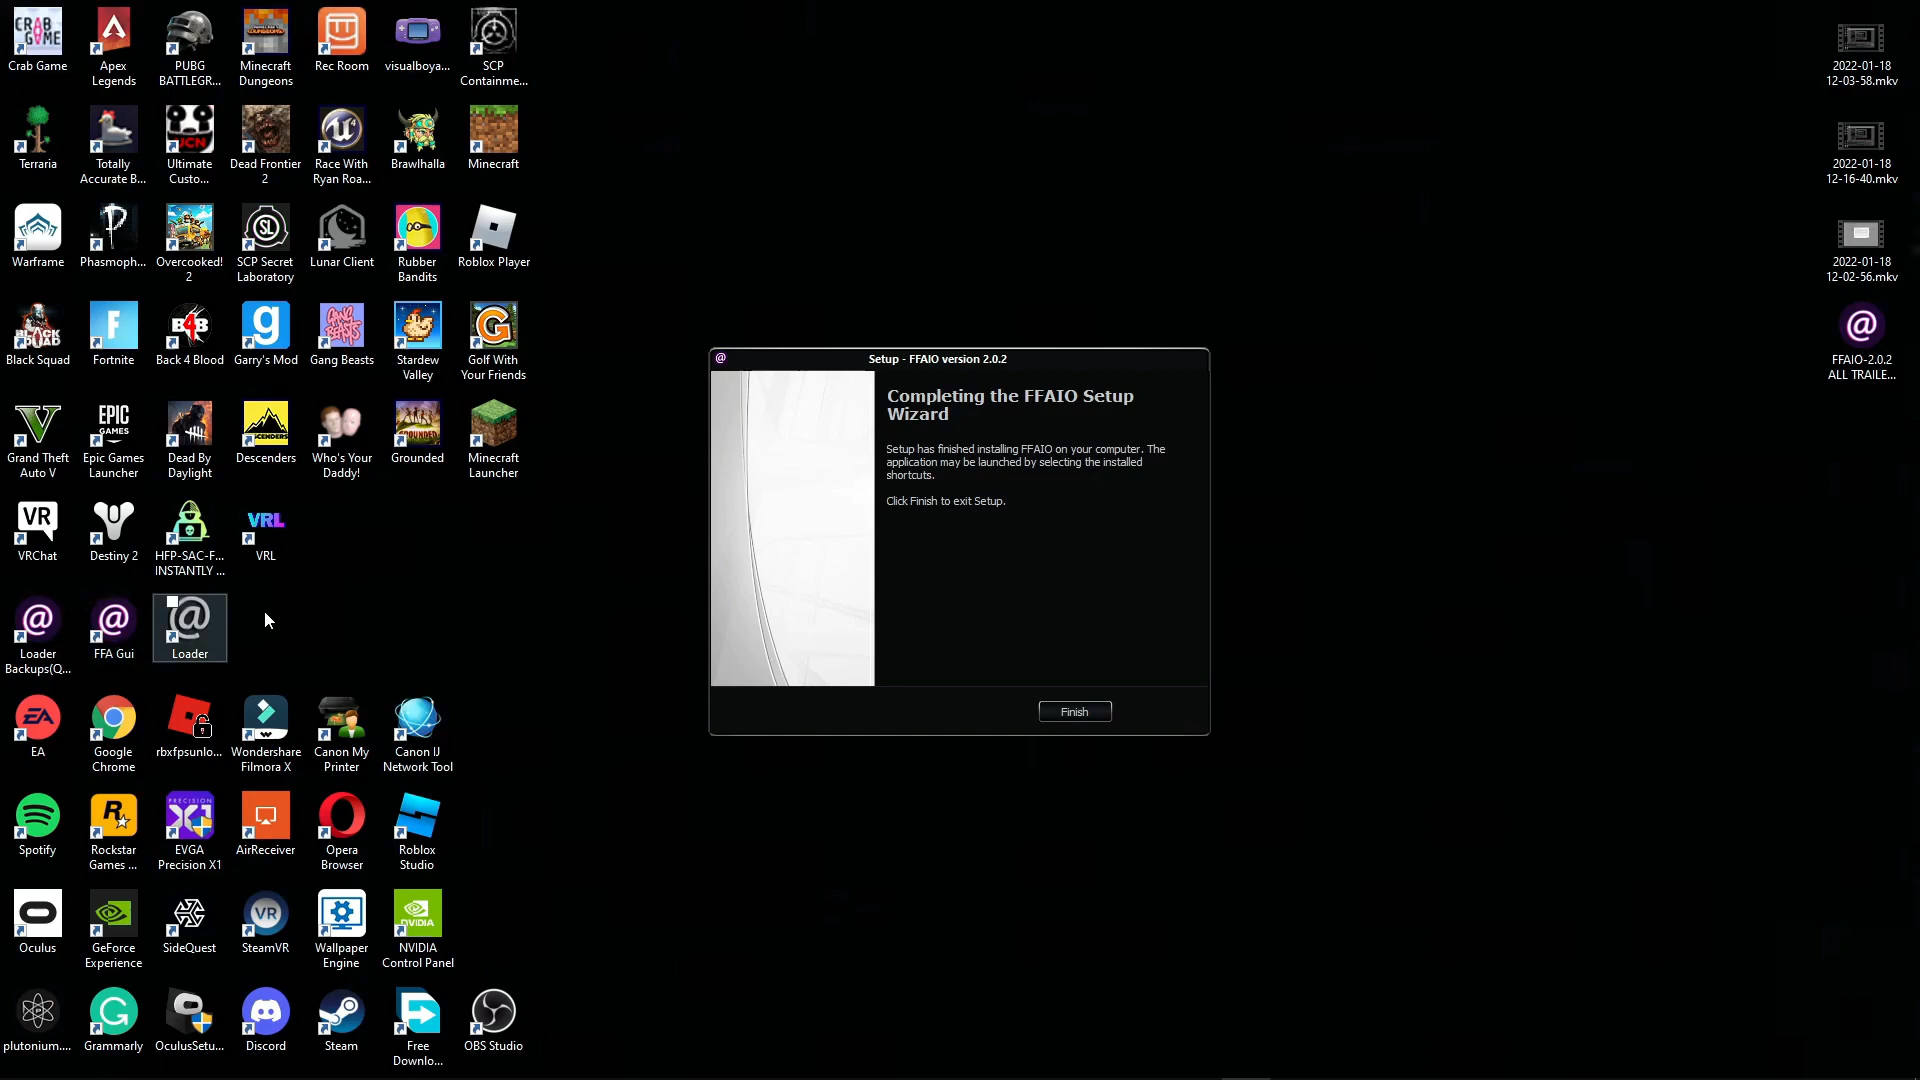 Crab Game
Apex
Legends
PUBG
BATTLEGR...
Minecraft
Dungeons
Rec Room
visualboya...
SCP
Containme...
Terraria
Totally
Accurate B...
Ultimate
Custo...
Dead Frontier
2
Race With
Ryan Roa...
Brawlhalla
Minecraft
Warframe
Phasmoph...
Overcooked!
2
SCP Secret
Laboratory
Lunar Client
Rubber
Bandits
Roblox Player
Black Squad
Fortnite
Back 4 Blood
Garry's Mod
Gang Beasts
Stardew
Valley
Golf With
Your Friends
Grand Theft
Auto V
EPIC
GAMES
Epic Games
Launcher
Dead By
Daylight
Descenders
Who's Your
Daddy!
Grounded
Minecraft
Launcher
VR
VRChat
Destiny 2
HFP-SAC-F...
INSTANTLY ...
VRL
VRL
Loader
Backups(Q...
FFA Gui
Loader
EA
EA
Google
Chrome
rbxfpsunlo...
Wondershare
Filmora X
Canon My
Printer
Canon IJ
Network Tool
Spotify
Rockstar
Games ...
PRECISION
X1
EVGA
Precision X1
AirReceiver
Opera
Browser
Roblox
Studio
Oculus
GeForce
Experience
SideQuest
VR
SteamVR
Wallpaper
Engine
NVIDIA
NVIDIA
Control Panel
plutonium....
Grammarly
OculusSetu...
Discord
Steam
Free
Downlo...
OBS Studio
@ Setup - FFAIO version 2.0.2
Completing the FFAIO Setup
Wizard
Setup has finished installing FFAIO on your computer. The
application may be launched by selecting the installed
shortcuts.
Click Finish to exit Setup.
Finish
2022-01-18
12-03-58.mkv
2022-01-18
12-16-40.mkv
2022-01-18
12-02-56.mkv
@
FFAIO-2.0.2
ALL TRAILE...